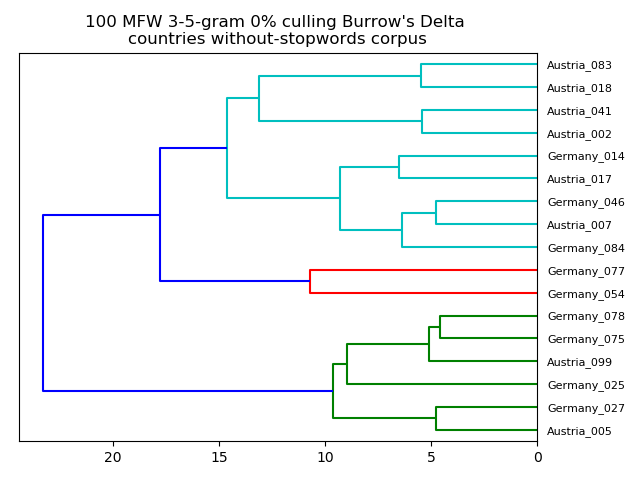 100 MFW 3-5-gram 0% culling Burrow's Delta
countries without-stopwords corpus
Austria_083
Austria_018
Austria_041
Austria_002
Germany_014
Austria_017
Germany_046
Austria_007
Germany_084
Germany_077
Germany_054
Germany_078
Germany_075
Austria_099
Germany_025
Germany_027
Austria_005
20 15 10 5 0